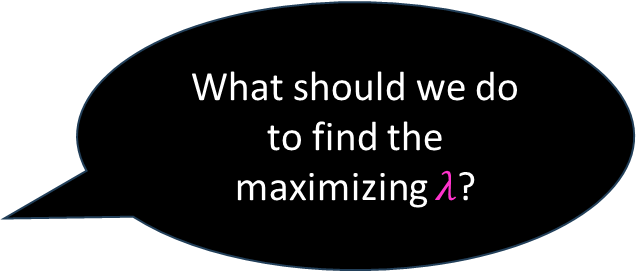 What should we do
to find the
maximizing λ?